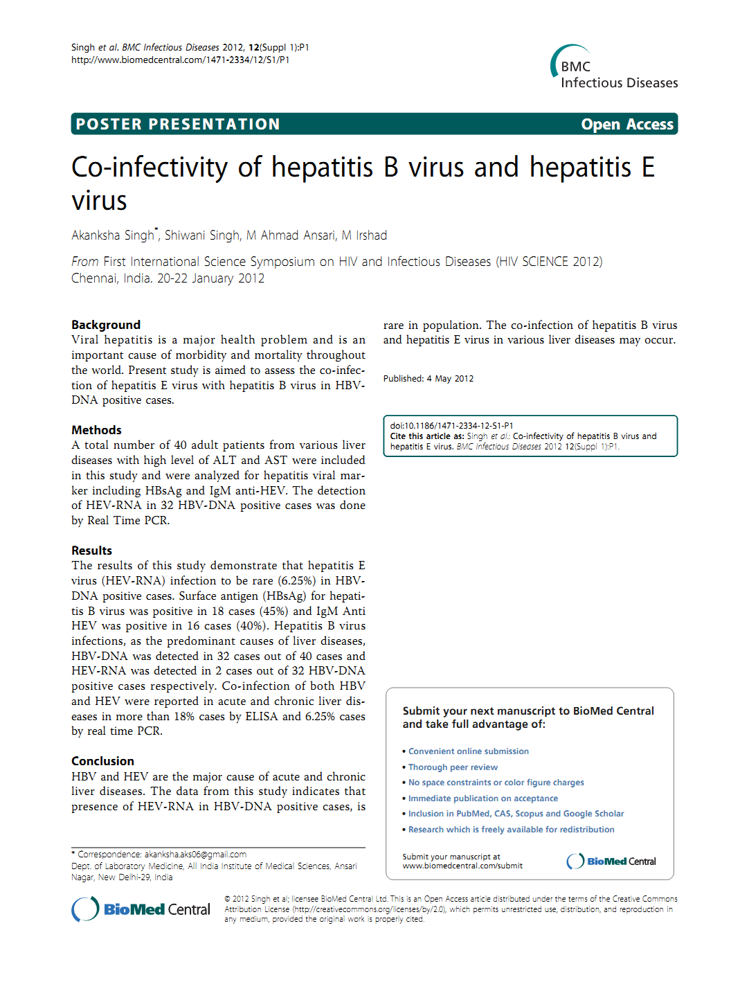 Singh et al. BMC Infectious Diseases 2012, 12(Suppl 1):P1
http://www.biomedcentral.com/1471-2334/12/S1/P1
BMC
Infectious Diseases
POSTER PRESENTATION
Open Access
Co-infectivity of hepatitis B virus and hepatitis E
virus
Akanksha Singh*, Shiwani Singh, M Ahmad Ansari, M Irshad
From First International Science Symposium on HIV and Infectious Diseases (HIV SCIENCE 2012)
Chennai, India. 20-22 January 2012
Background
Viral hepatitis is a major health problem and is an
important cause of morbidity and mortality throughout
the world. Present study is aimed to assess the co-infec-
tion of hepatitis E virus with hepatitis B virus in HBV-
DNA positive cases.
Methods
A total number of 40 adult patients from various liver
diseases with high level of ALT and AST were included
in this study and were analyzed for hepatitis viral mar-
ker including HBsAg and IgM anti-HEV. The detection
of HEV-RNA in 32 HBV-DNA positive cases was done
by Real Time PCR.
Results
The results of this study demonstrate that hepatitis E
virus (HEV-RNA) infection to be rare (6.25%) in HBV-
DNA positive cases. Surface antigen (HBsAg) for hepati-
tis B virus was positive in 18 cases (45%) and IgM Anti
HEV was positive in 16 cases (40%). Hepatitis B virus
infections, as the predominant causes of liver diseases,
HBV-DNA was detected in 32 cases out of 40 cases and
HEV-RNA was detected in 2 cases out of 32 HBV-DNA
positive cases respectively. Co-infection of both HBV
and HEV were reported in acute and chronic liver dis-
eases in more than 18% cases by ELISA and 6.25% cases
by real time PCR.
Conclusion
HBV and HEV are the major cause of acute and chronic
liver diseases. The data from this study indicates that
presence of HEV-RNA in HBV-DNA positive cases, is
rare in population. The co-infection of hepatitis B virus
and hepatitis E virus in various liver diseases may occur.
Published: 4 May 2012
doi:10.1186/1471-2334-12-S1-P1
Cite this article as: Singh et al.: Co-infectivity of hepatitis B virus and
hepatitis E virus. BMC Infectious Diseases 2012 12(Suppl 1):P1.
Submit your next manuscript to BioMed Central
and take full advantage of:
• Convenient online submission
• Thorough peer review
• No space constraints or color figure charges
• Immediate publication on acceptance
• Inclusion in PubMed, CAS, Scopus and Google Scholar
• Research which is freely available for redistribution
Submit your manuscript at
www.biomedcentral.com/submit
BioMed Central
* Correspondence: akanksha.aks06@gmail.com
Dept. of Laboratory Medicine, All India Institute of Medical Sciences, Ansari
Nagar, New Delhi-29, India
BioMed Central
© 2012 Singh et al; licensee BioMed Central Ltd. This is an Open Access article distributed under the terms of the Creative Commons
Attribution License (http://creativecommons.org/licenses/by/2.0), which permits unrestricted use, distribution, and reproduction in
any medium, provided the original work is properly cited.